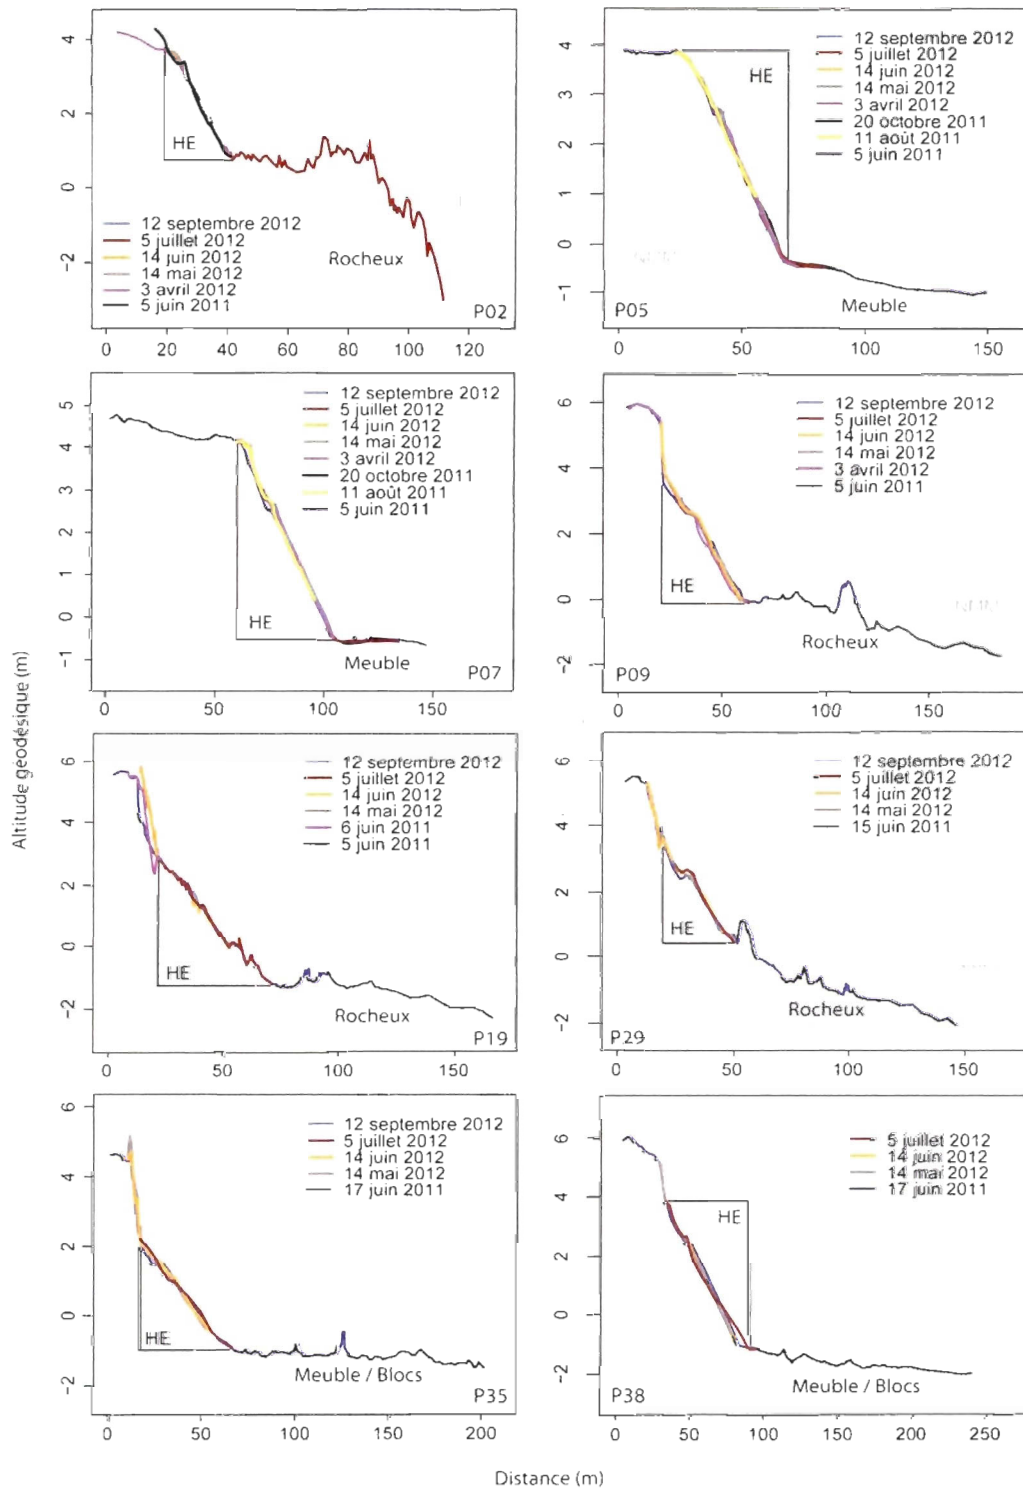 4
2
0
-2
HE
12 septembre 2012
5 juillet 2012
14 juin 2012
14 mai 2012
3 avril 2012
5 juin 2011
Rocheux
P02
0 20 40 60 80 100 120
4
3
2
1
0
-1
HE
12 septembre 2012
5 juillet 2012
14 juin 2012
14 mai 2012
3 avril 2012
20 octobre 2011
11 août 2011
5 juin 2011
P05
Meuble
0 50 100 150
5
4
3
2
1
0
-1
12 septembre 2012
5 juillet 2012
14 juin 2012
14 mai 2012
3 avril 2012
20 octobre 2011
11 août 2011
5 juin 2011
HE
Meuble
P07
0 50 100 150
6
4
2
0
-2
12 septembre 2012
5 juillet 2012
14 juin 2012
14 mai 2012
3 avril 2012
5 juin 2011
HE
Rocheux
P09
0 50 100 150
Altitude géodésique (m)
6
4
2
0
-2
12 septembre 2012
5 juillet 2012
14 juin 2012
14 mai 2012
6 juin 2011
5 juin 2011
HE
Rocheux
P19
0 50 100 150
6
4
2
0
-2
12 septembre 2012
5 juillet 2012
14 juin 2012
14 mai 2012
15 juin 2011
HE
Rocheux
P29
0 50 100 150
6
4
2
0
-2
12 septembre 2012
5 juillet 2012
14 juin 2012
14 mai 2012
17 juin 2011
HE
Meuble / Blocs
P35
0 50 100 150 200
6
4
2
0
-2
5 juillet 2012
14 juin 2012
14 mai 2012
17 juin 2011
HE
Meuble / Blocs
P38
0 50 100 150 200 250
Distance (m)